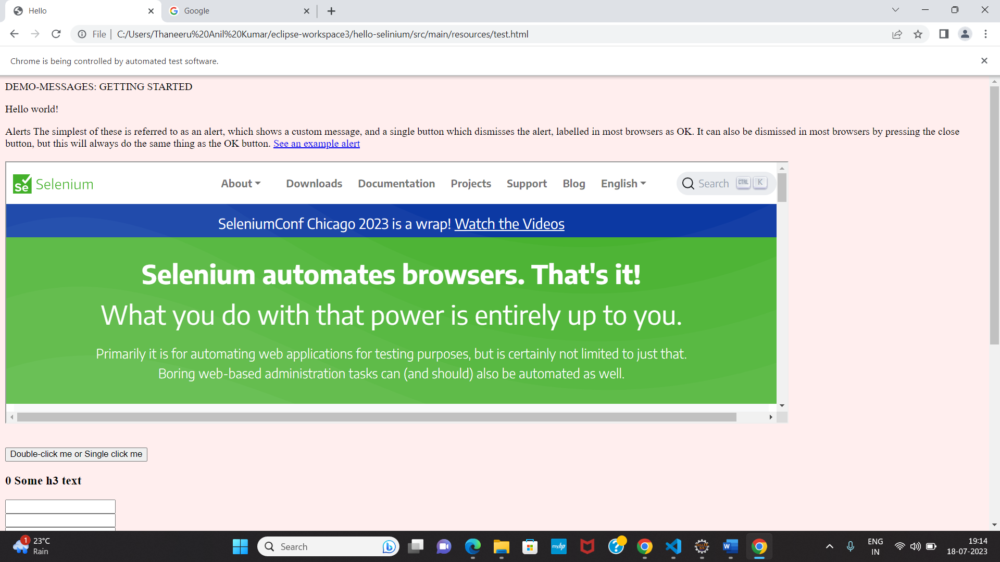 Hello
Google
File
C:/Users/Thaneeru%20Anil%20Kumar/eclipse-workspace3/hello-selinium/src/main/resources/test.html
Chrome is being controlled by automated test software.
DEMO-MESSAGES: GETTING STARTED
Hello world!
Alerts The simplest of these is referred to as an alert, which shows a custom message, and a single button which dismisses the alert, labelled in most browsers as OK. It can also be dismissed in most browsers by pressing the close
button, but this will always do the same thing as the OK button. See an example alert
Se Selenium
About Downloads Documentation Projects Support Blog English
Search CTRL K
SeleniumConf Chicago 2023 is a wrap! Watch the Videos
Selenium automates browsers. That's it!
What you do with that power is entirely up to you.
Primarily it is for automating web applications for testing purposes, but is certainly not limited to just that.
Boring web-based administration tasks can (and should) also be automated as well.
Double-click me or Single click me
0 Some h3 text
1
23°C
Rain
Search
myhp
ENG
IN
19:14
18-07-2023